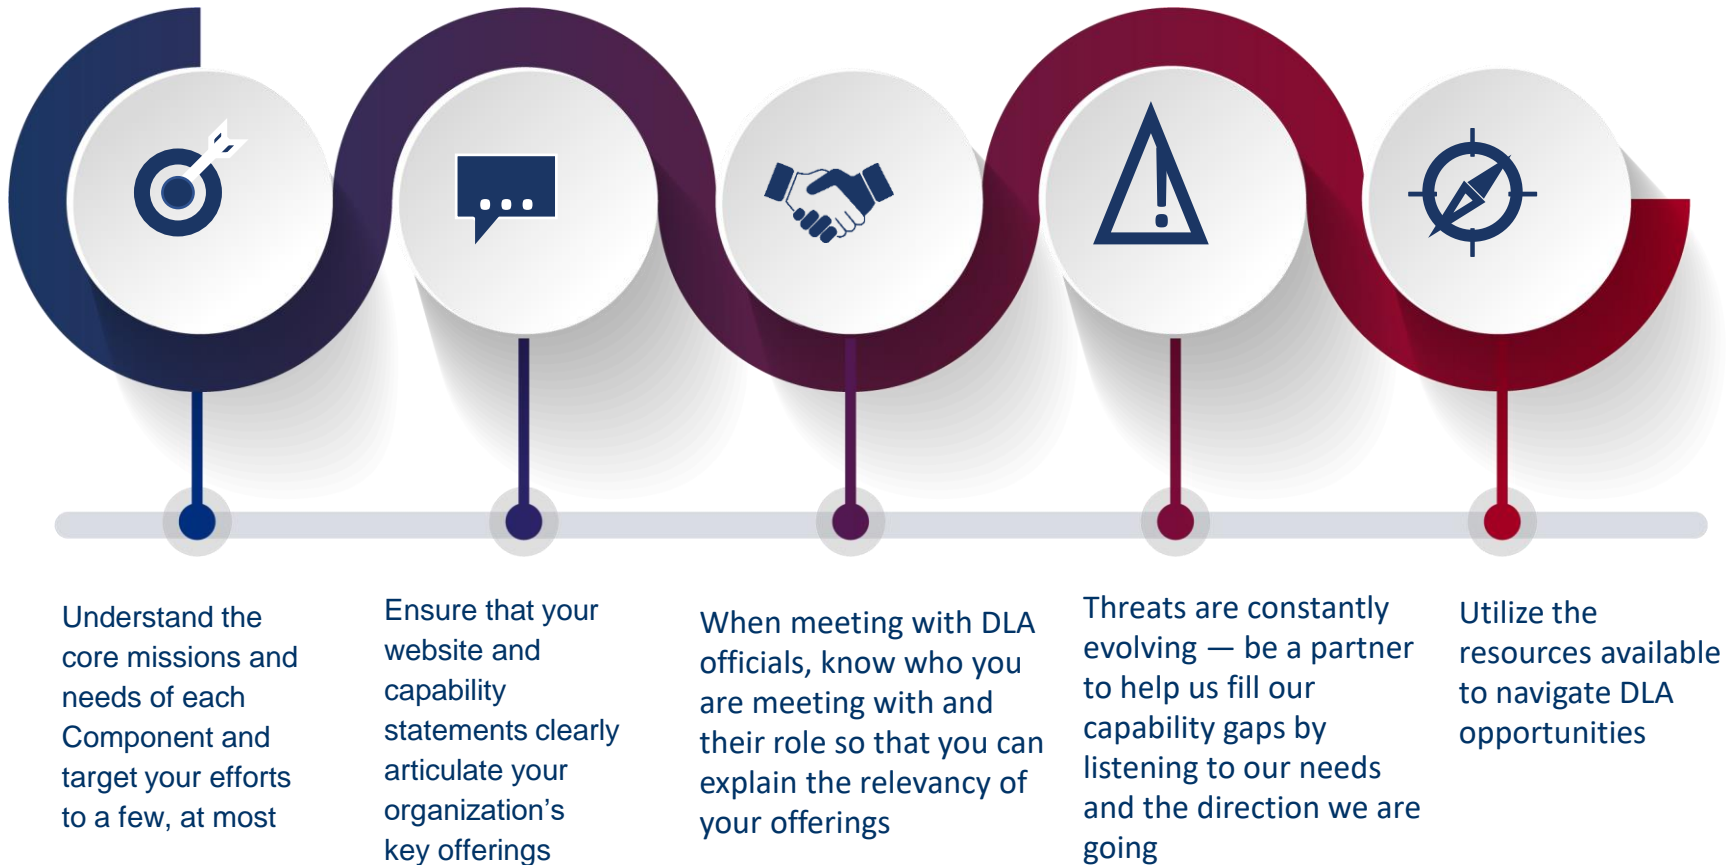 Understand the
core missions and
needs of each
Component and
target your efforts
to a few, at most
Ensure that your
website and
capability
statements clearly
articulate your
organization’s
key offerings
When meeting with DLA
officials, know who you
are meeting with and
their role so that you can
explain the relevancy of
your offerings
Threats are constantly
evolving — be a partner
to help us fill our
capability gaps by
listening to our needs
and the direction we are
going
Utilize the
resources available
to navigate DLA
opportunities